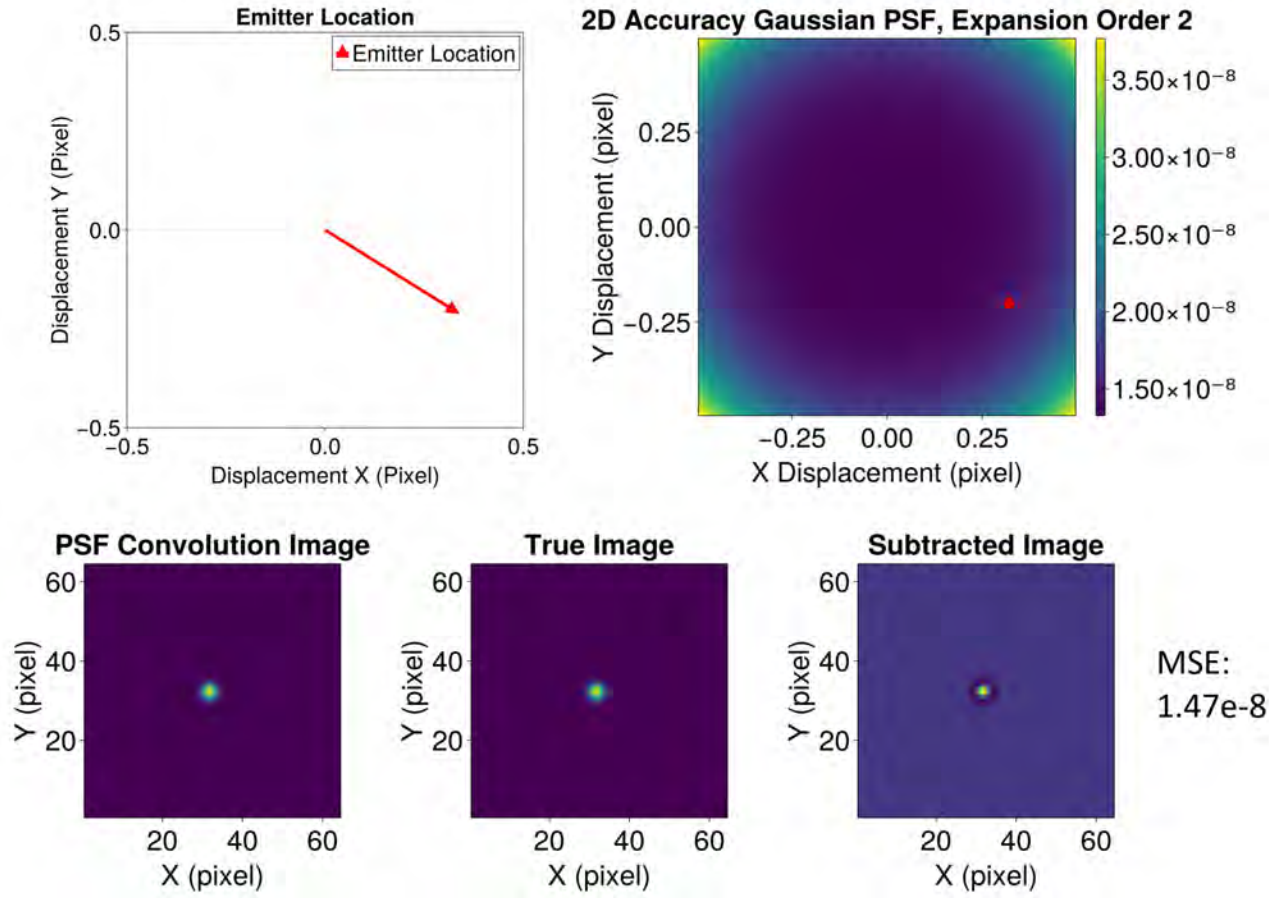 Emitter Location
0.5
Emitter Location
0.0
−0.5
−0.5
0.0
0.5
Displacement X (Pixel)
Displacement Y (Pixel)
2D Accuracy Gaussian PSF, Expansion Order 2
0.25
0.00
−0.25
−0.25
0.00
0.25
X Displacement (pixel)
Y Displacement (pixel)
3.50×10⁻⁸
3.00×10⁻⁸
2.50×10⁻⁸
2.00×10⁻⁸
1.50×10⁻⁸
PSF Convolution Image
60
40
20
20
40
60
X (pixel)
Y (pixel)
True Image
60
40
20
20
40
60
X (pixel)
Y (pixel)
Subtracted Image
60
40
20
20
40
60
X (pixel)
Y (pixel)
MSE:
1.47e-8